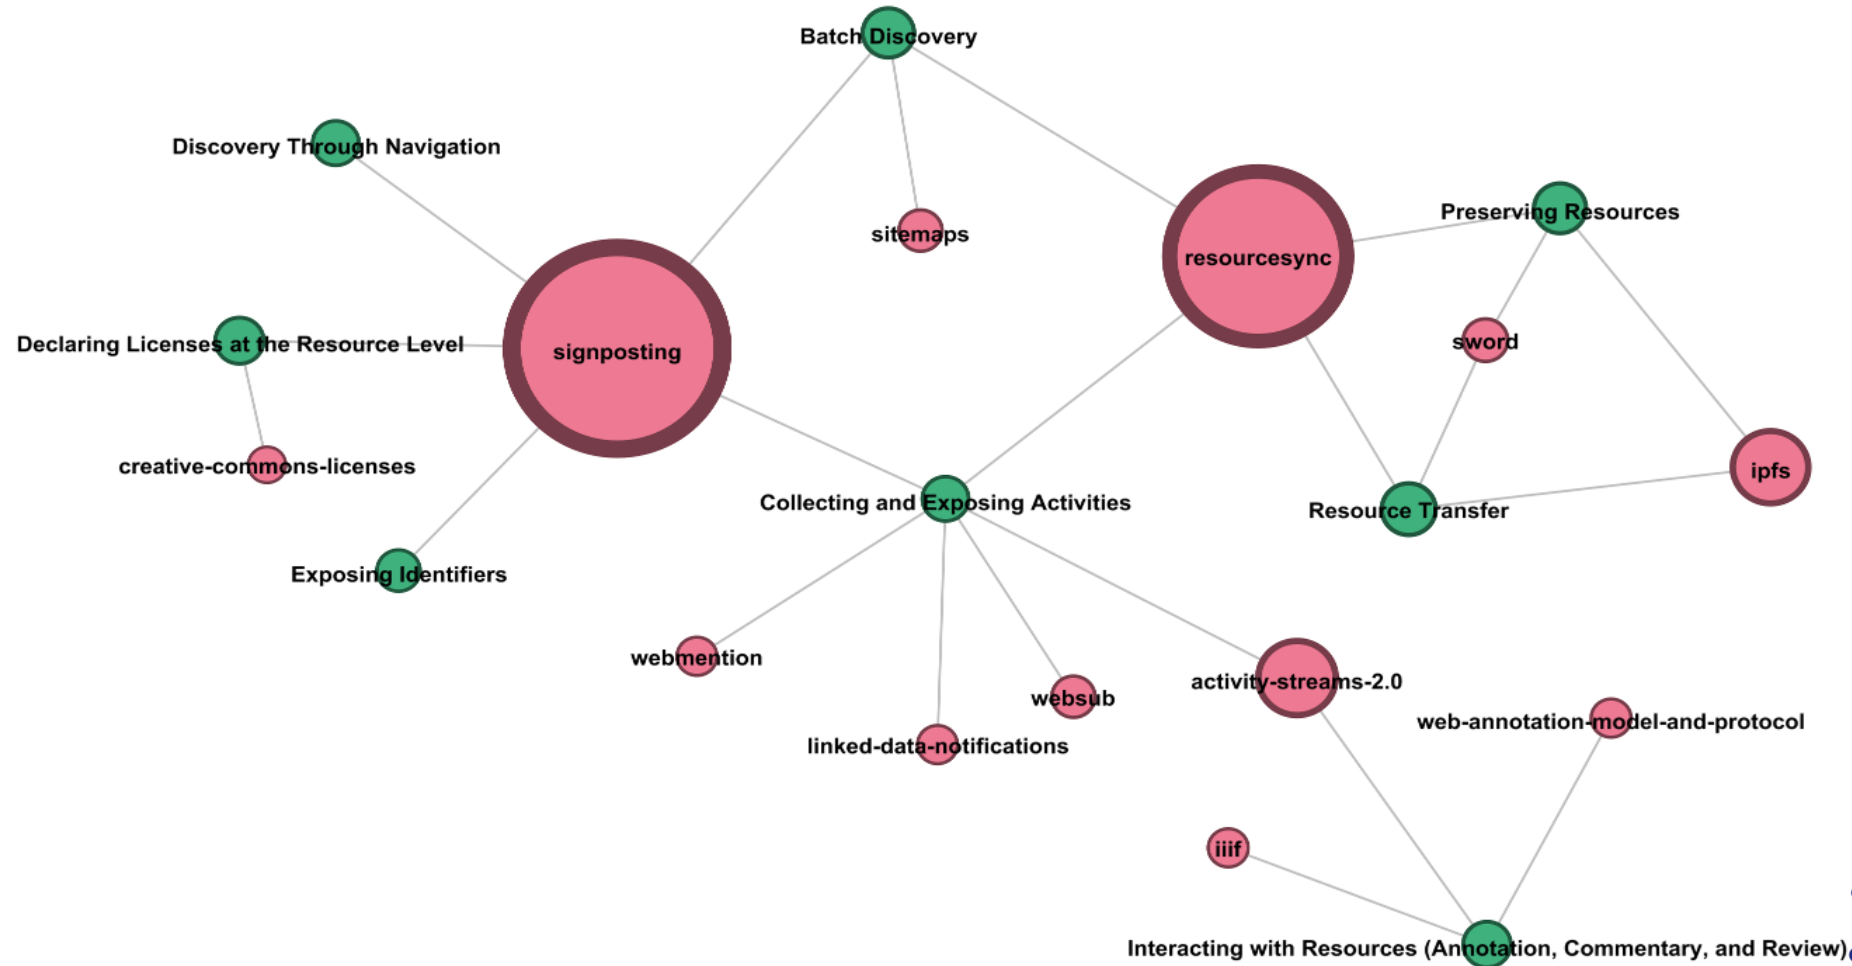 Batch Discovery
Discovery Through Navigation
Preserving Resources
sitemaps
resourcesync
sword
Declaring Licenses at the Resource Level
signposting
creative-commons-licenses
ipfs
Collecting and Exposing Activities
Resource Transfer
Exposing Identifiers
webmention
activity-streams-2.0
websub
web-annotation-model-and-protocol
linked-data-notifications
iiif
Interacting with Resources (Annotation, Commentary, and Review)